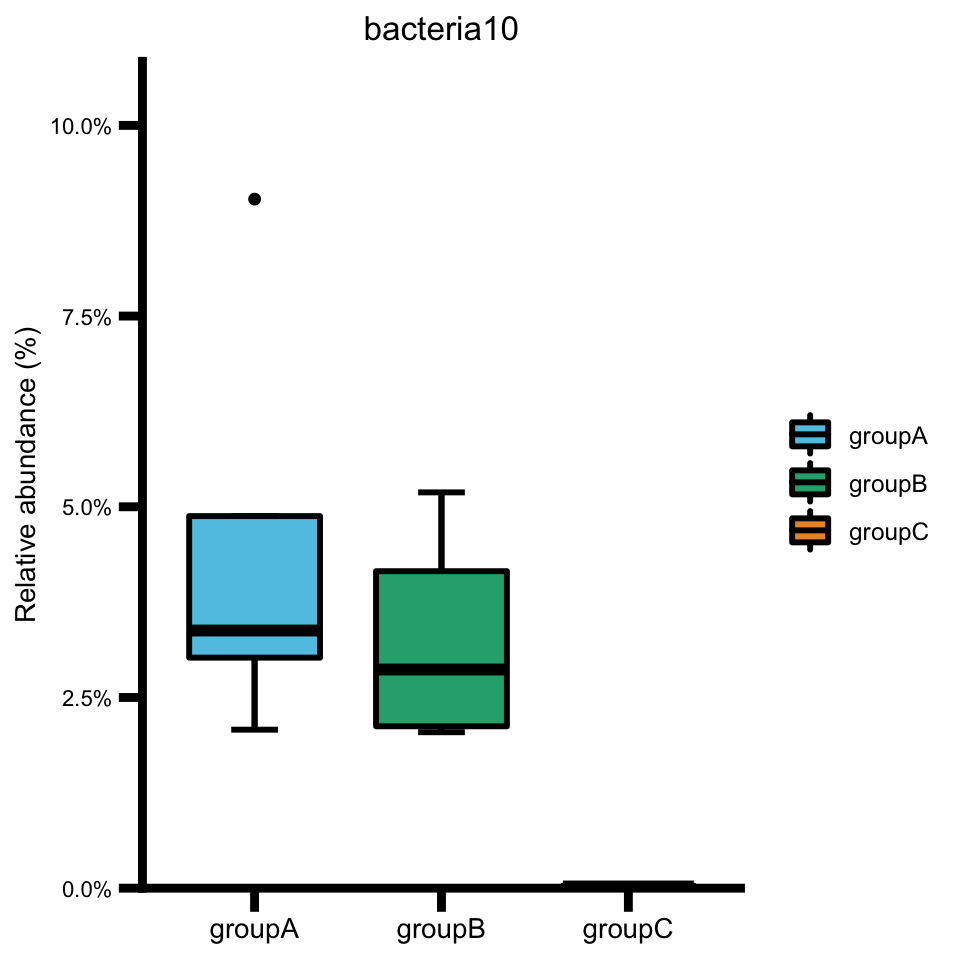 bacteria10
Relative abundance (%)
10.0%
7.5%
5.0%
2.5%
0.0%
groupA
groupB
groupC
groupA
groupB
groupC